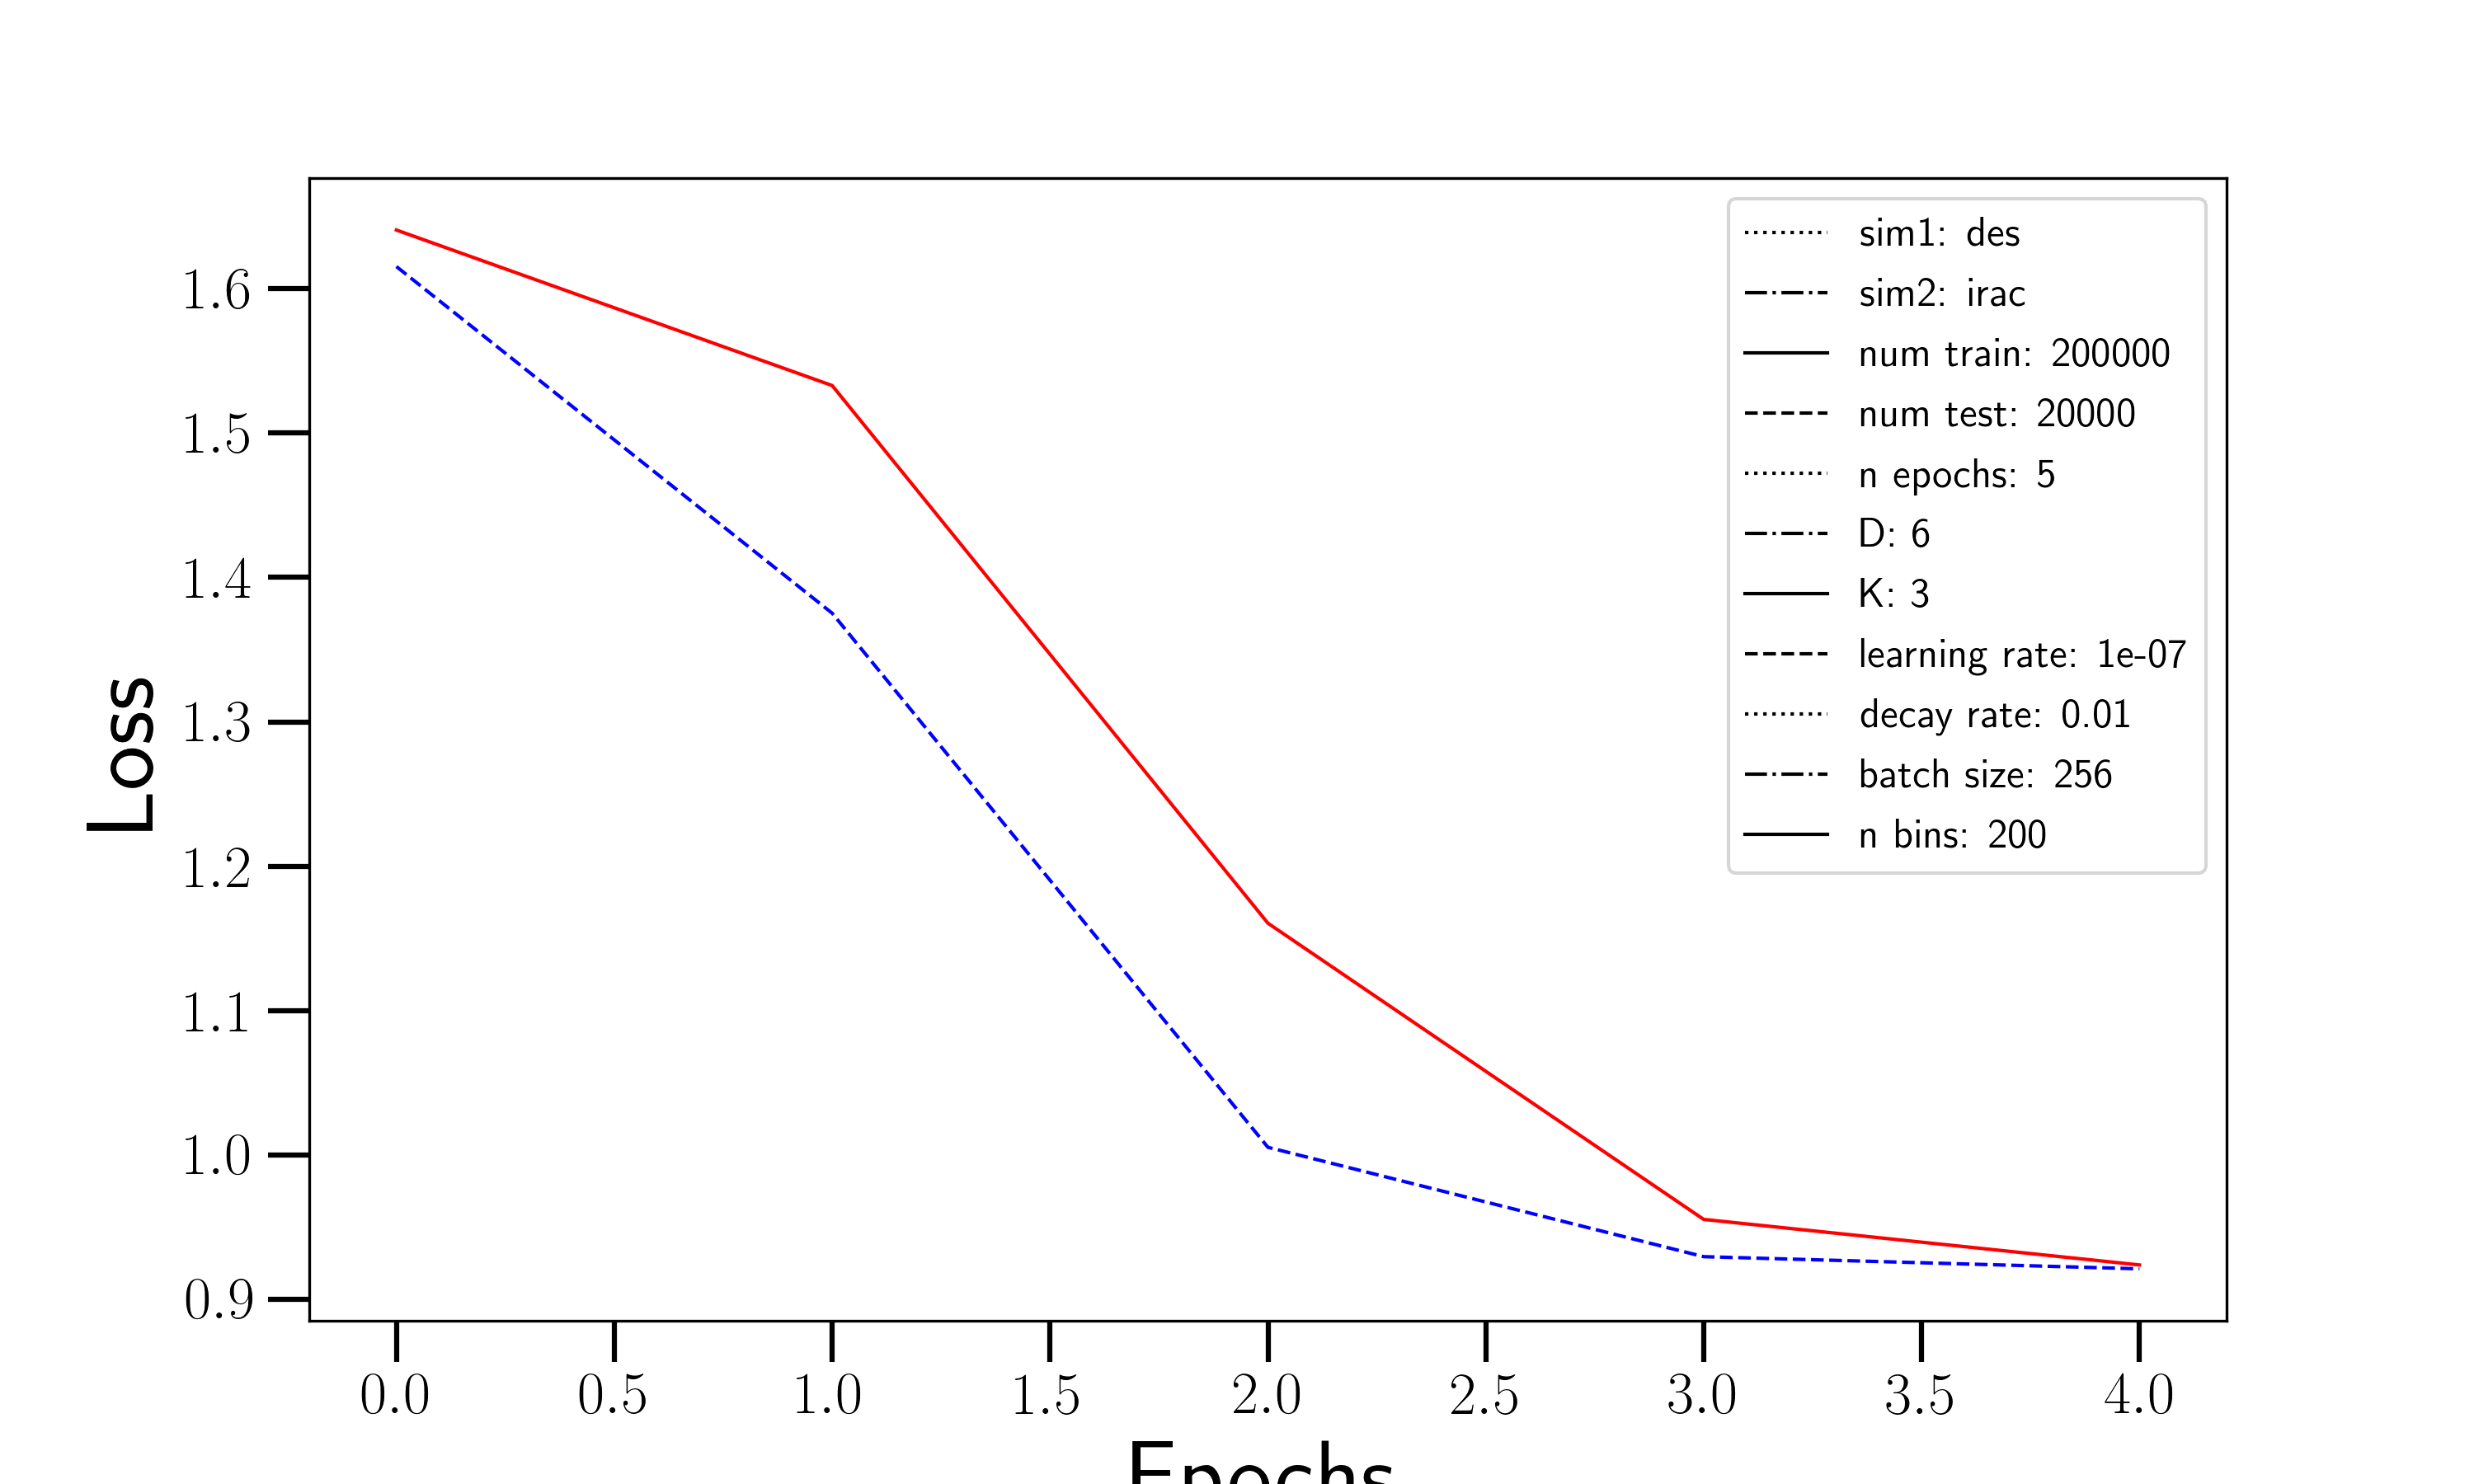 sim1: des
sim2: irac
num train: 200000
num test: 20000
n epochs: 5
D: 6
K: 3
learning rate: 1e-07
decay rate: 0.01
batch size: 256
n bins: 200
Loss
1.6
1.5
1.4
1.3
1.2
1.1
1.0
0.9
0.0 0.5 1.0 1.5 2.0 2.5 3.0 3.5 4.0
Epochs